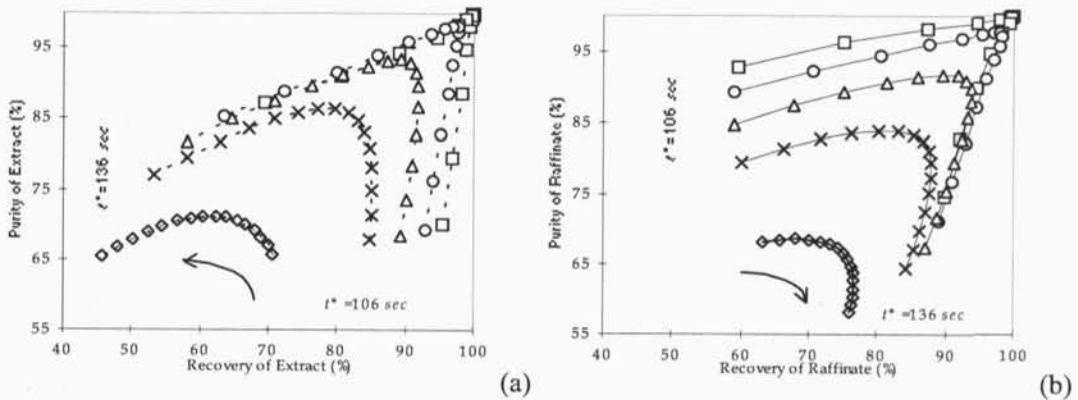 95
85
75
65
55
Purity of Extract (%)
t*=136 sec
t* =106 sec
40 50 60 70 80 90 100
Recovery of Extract (%)
(a)
95
85
75
65
55
Purity of Raffinate (%)
t*=106 sec
t* =136 sec
40 50 60 70 80 90 100
Recovery of Raffinate (%)
(b)